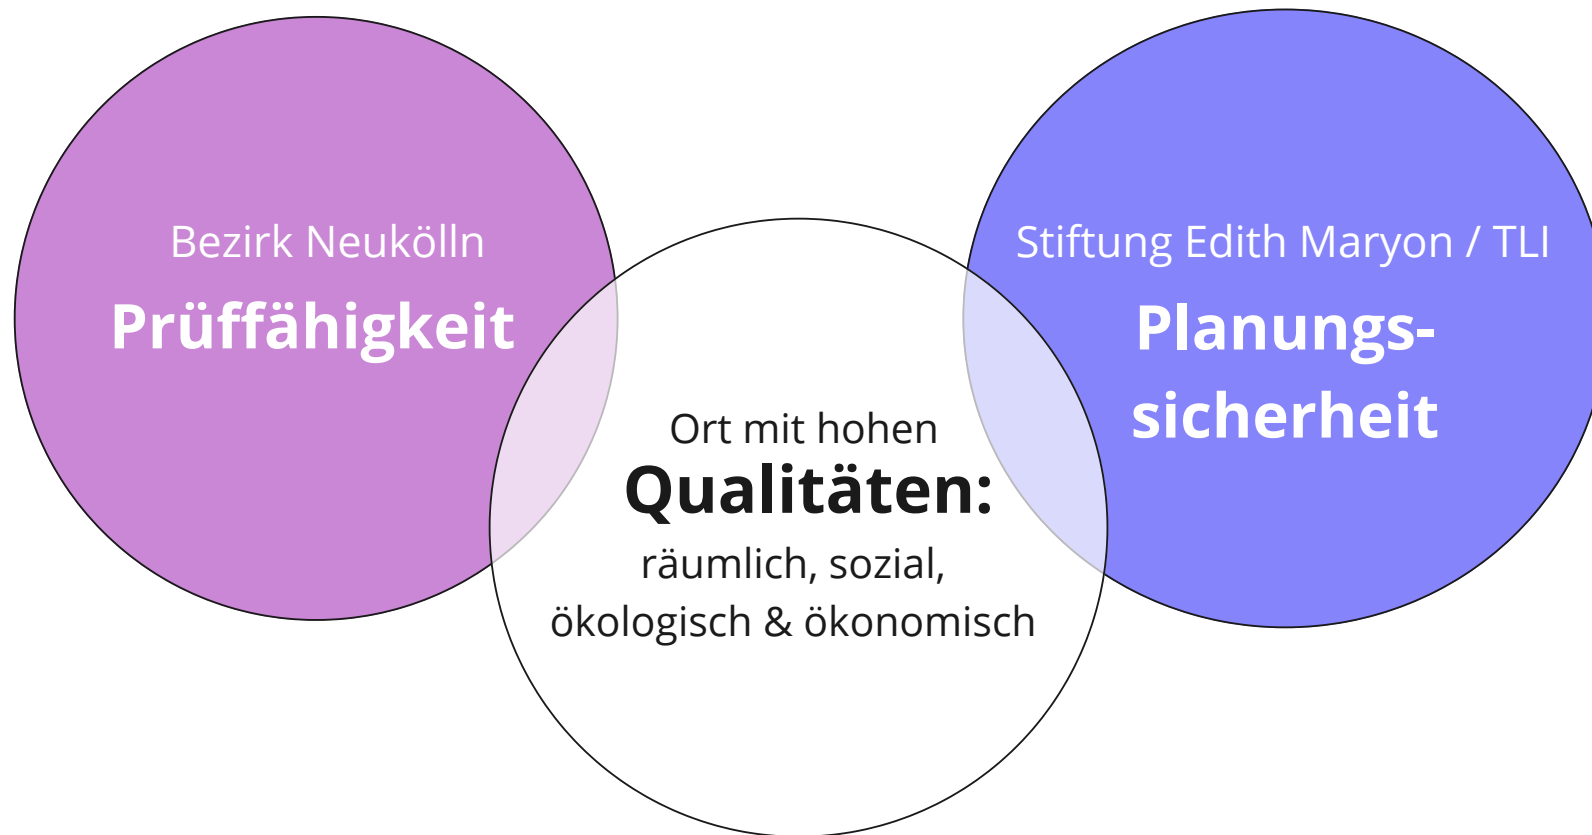 Bezirk Neukölln
Prüffähigkeit
Stiftung Edith Maryon / TLI
Planungs-
sicherheit
Ort mit hohen
Qualitäten:
räumlich, sozial,
ökologisch & ökonomisch